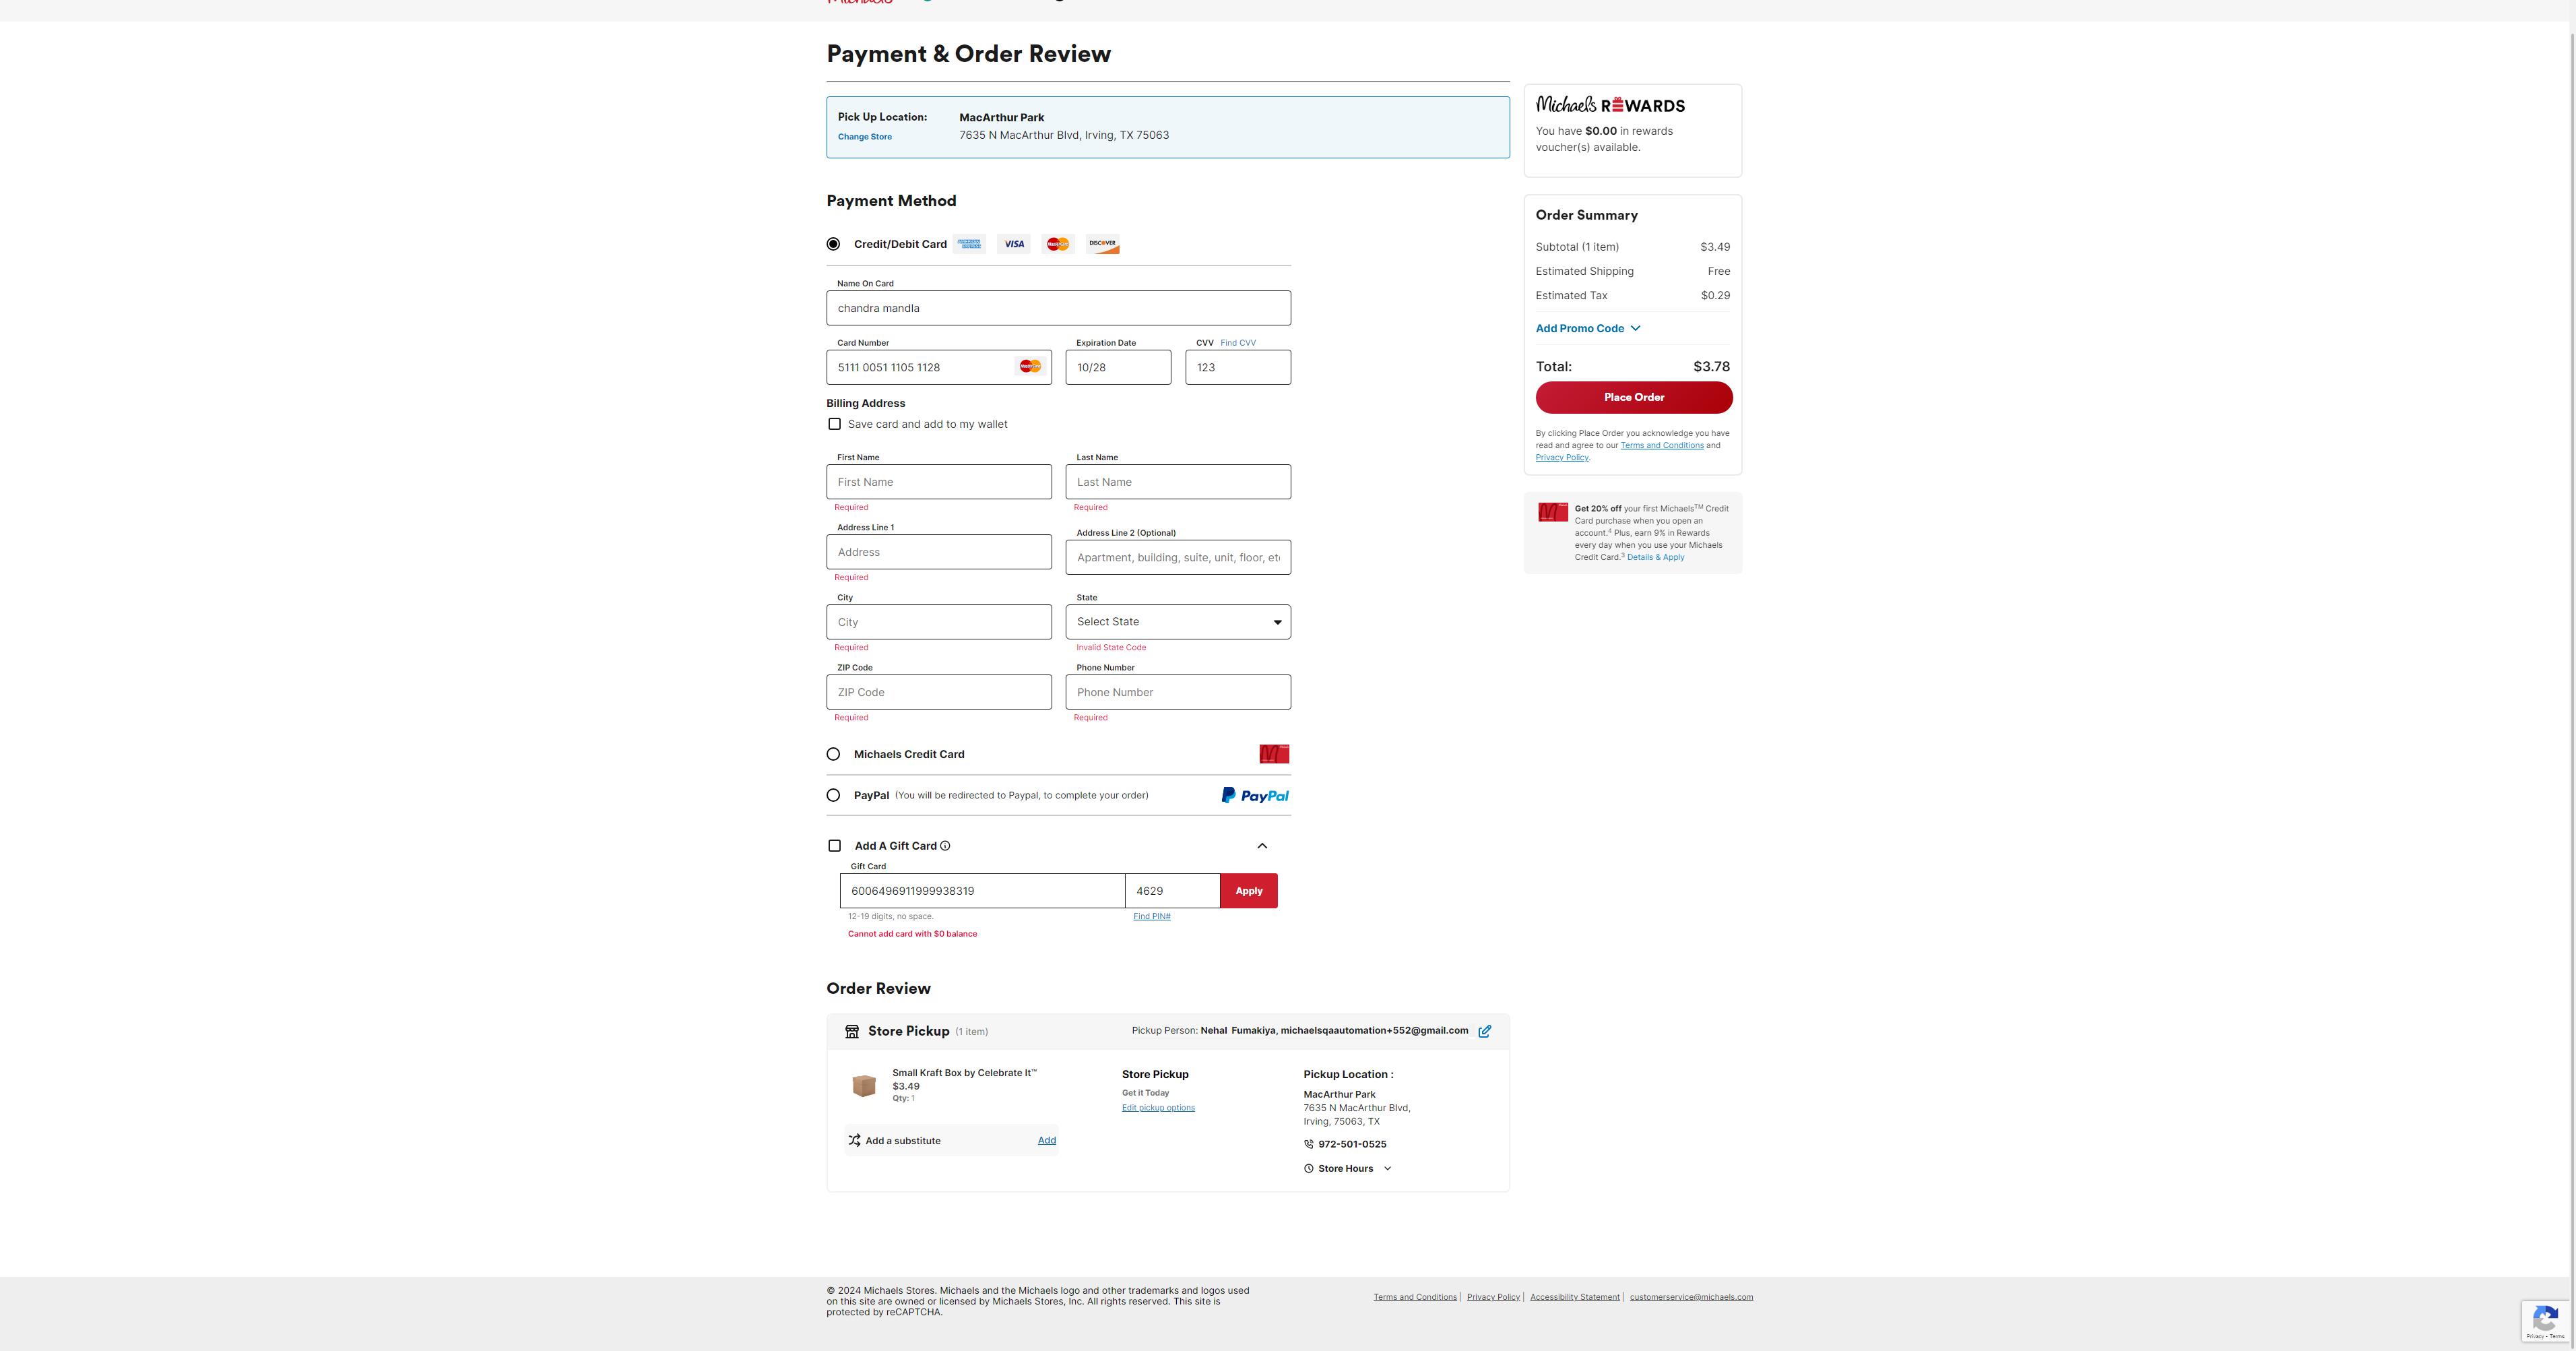 Michaels
Payment & Order Review
Pick Up Location:
MacArthur Park
Change Store
7635 N MacArthur Blvd, Irving, TX 75063
Payment Method
Credit/Debit Card
VISA
MasterCard
DISCOVER
Name On Card
chandra mandla
Card Number
Expiration Date
CVV Find CVV
5111 0051 1105 1128
MasterCard
10/28
123
Billing Address
Save card and add to my wallet
First Name
Last Name
First Name
Last Name
Required
Required
Address Line 1
Address Line 2 (Optional)
Address
Apartment, building, suite, unit, floor, et
Required
City
State
City
Select State
Required
Invalid State Code
ZIP Code
Phone Number
ZIP Code
Phone Number
Required
Required
Michaels Credit Card
PayPal (You will be redirected to Paypal, to complete your order)
PayPal
Add A Gift Card
Gift Card
6006496911999938319
4629
Apply
12-19 digits, no space.
Find PIN#
Cannot add card with $0 balance
Order Review
Store Pickup (1 item)
Pickup Person: Nehal Fumakiya, michaelsqaautomation+552@gmail.com
Small Kraft Box by Celebrate It™
$3.49
Qty: 1
Add a substitute
Add
Store Pickup
Get it Today
Edit pickup options
Pickup Location :
MacArthur Park
7635 N MacArthur Blvd,
Irving, 75063, TX
972-501-0525
Store Hours
Michaels REWARDS
You have $0.00 in rewards
voucher(s) available.
Order Summary
Subtotal (1 item) $3.49
Estimated Shipping Free
Estimated Tax $0.29
Add Promo Code
Total: $3.78
Place Order
By clicking Place Order you acknowledge you have
read and agree to our Terms and Conditions and
Privacy Policy.
Get 20% off your first Michaels™ Credit
Card purchase when you open an
account.⁴ Plus, earn 9% in Rewards
every day when you use your Michaels
Credit Card.³ Details & Apply
© 2024 Michaels Stores. Michaels and the Michaels logo and other trademarks and logos used
on this site are owned or licensed by Michaels Stores, Inc. All rights reserved. This site is
protected by reCAPTCHA.
Terms and Conditions | Privacy Policy | Accessibility Statement | customerservice@michaels.com
Privacy - Terms